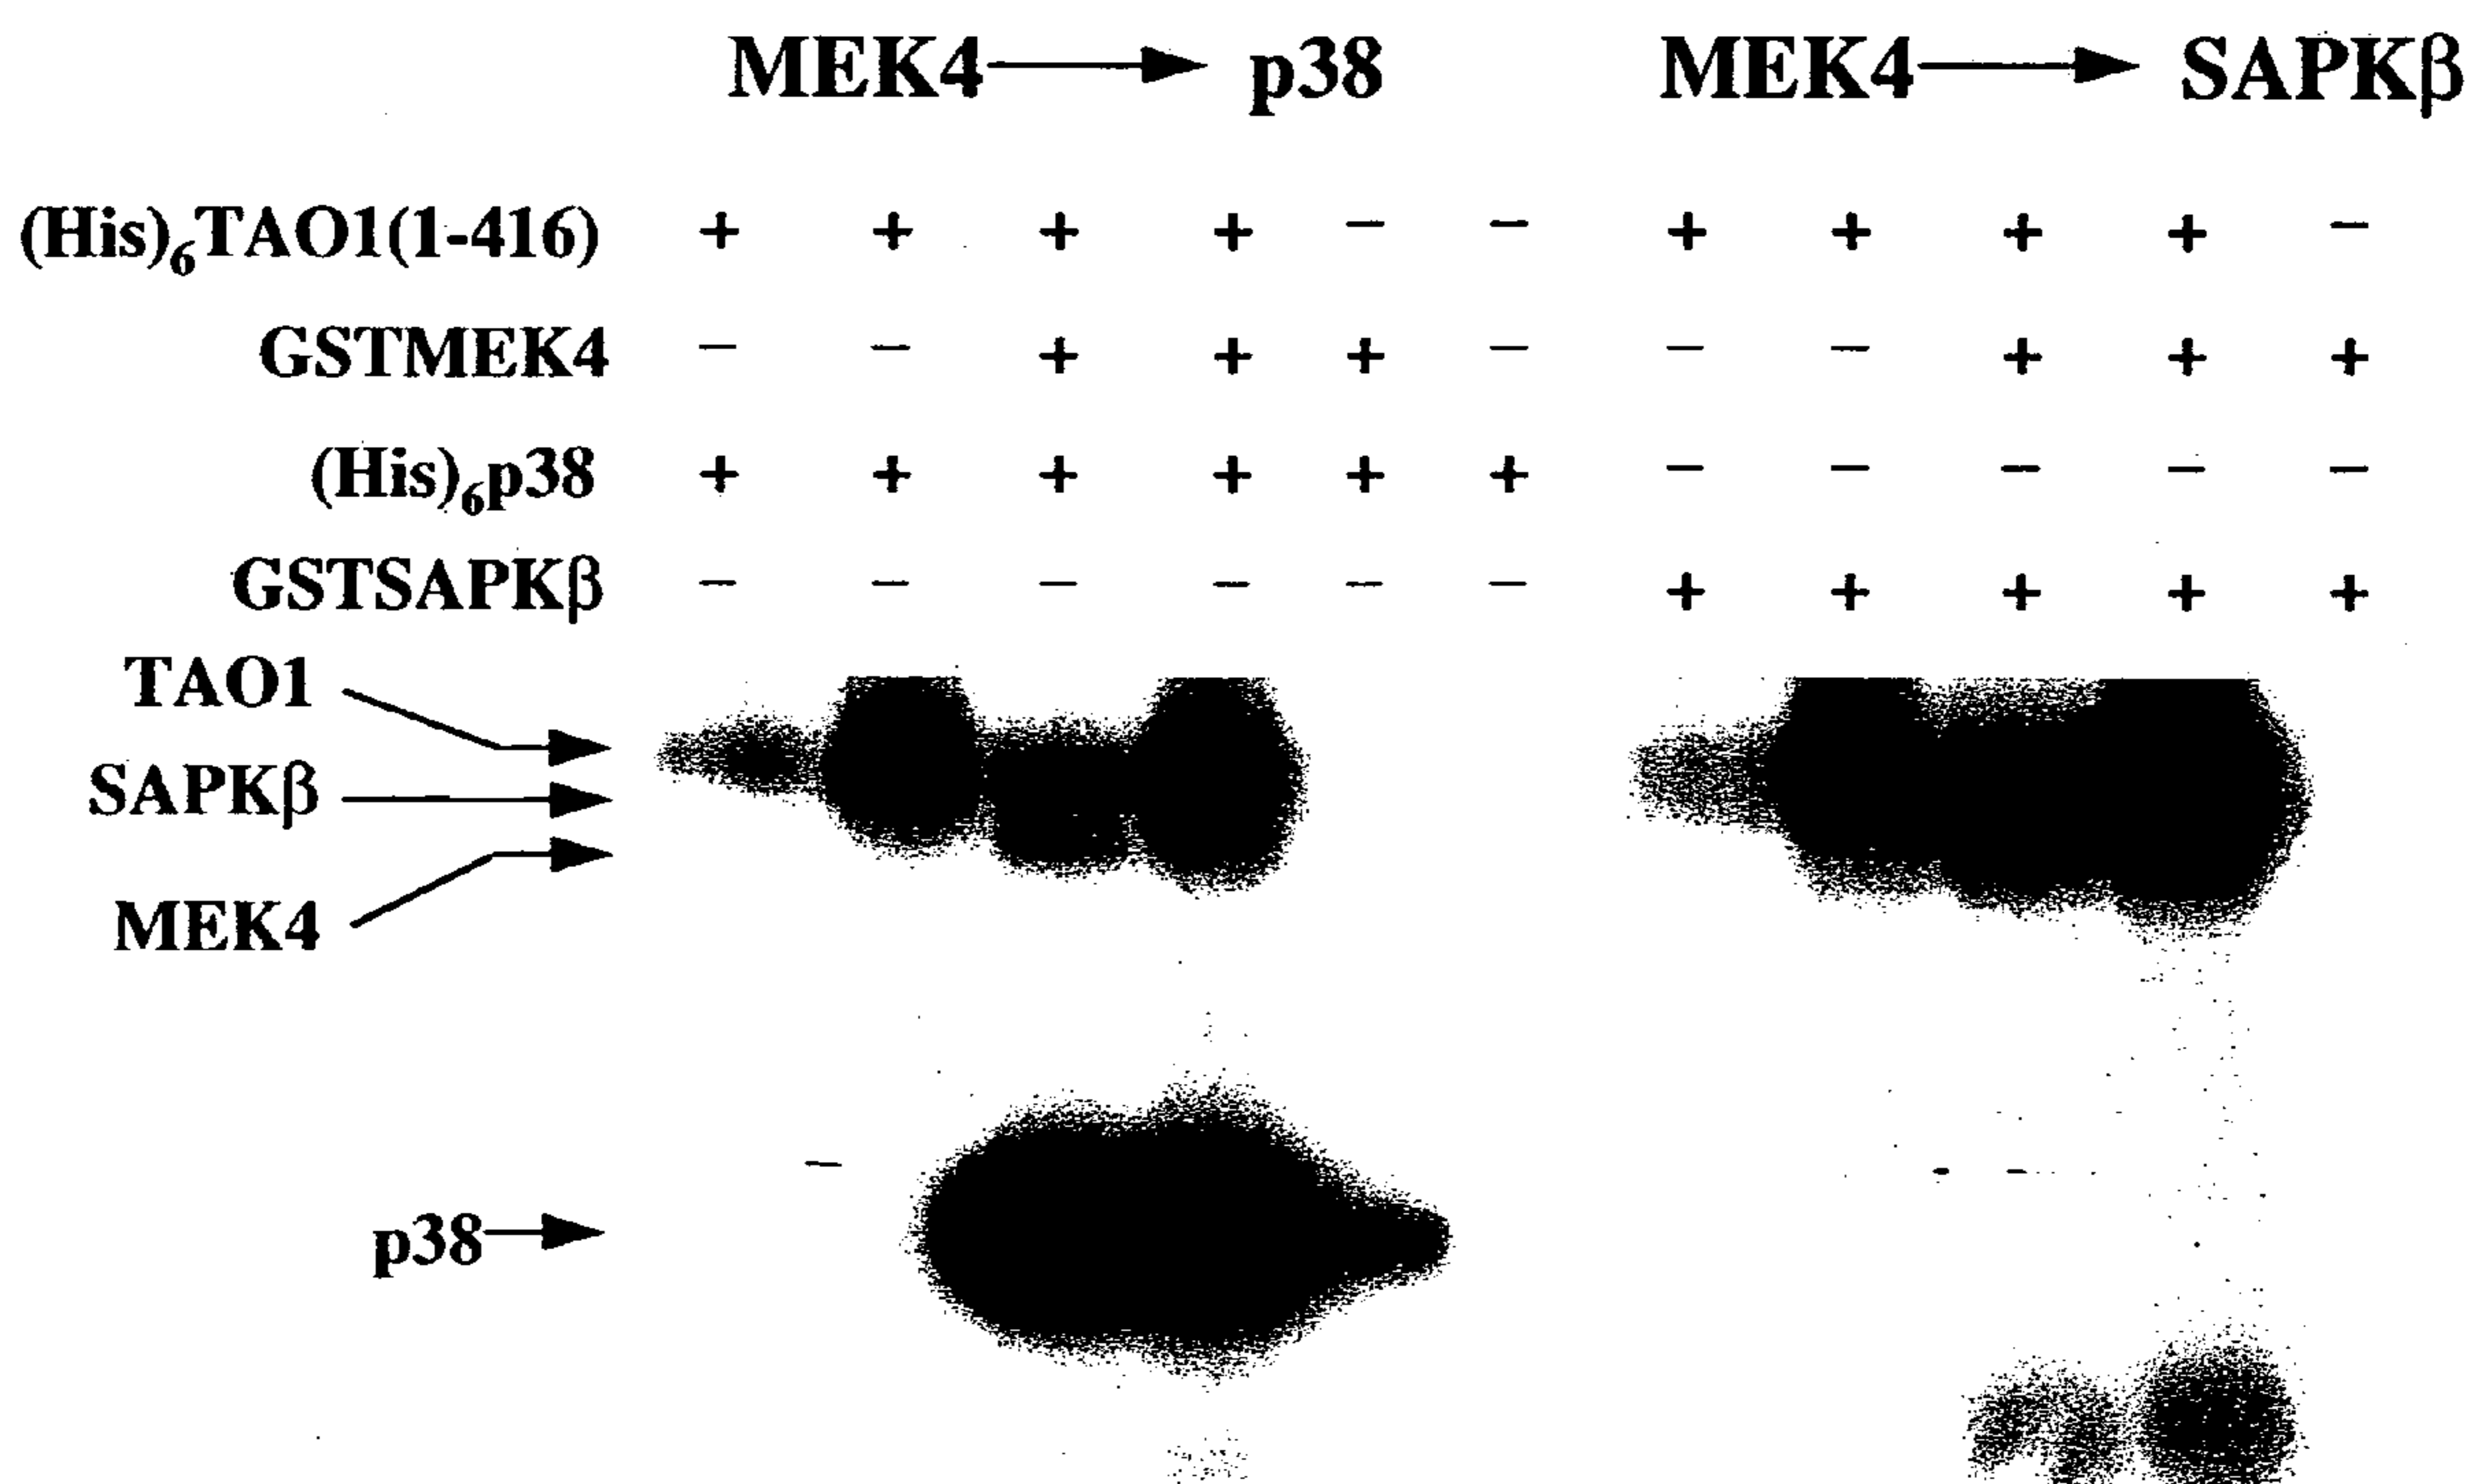 MEK4 → p38 MEK4 → SAPKβ
(His)6TAO1(1-416) + + + + – – + + + + –
GSTMEK4 – – + + + – – – + + +
(His)6p38 + + + + + + – – – – –
GSTSAPKβ – – – – – – + + + + +
TAO1
SAPKβ
MEK4
p38